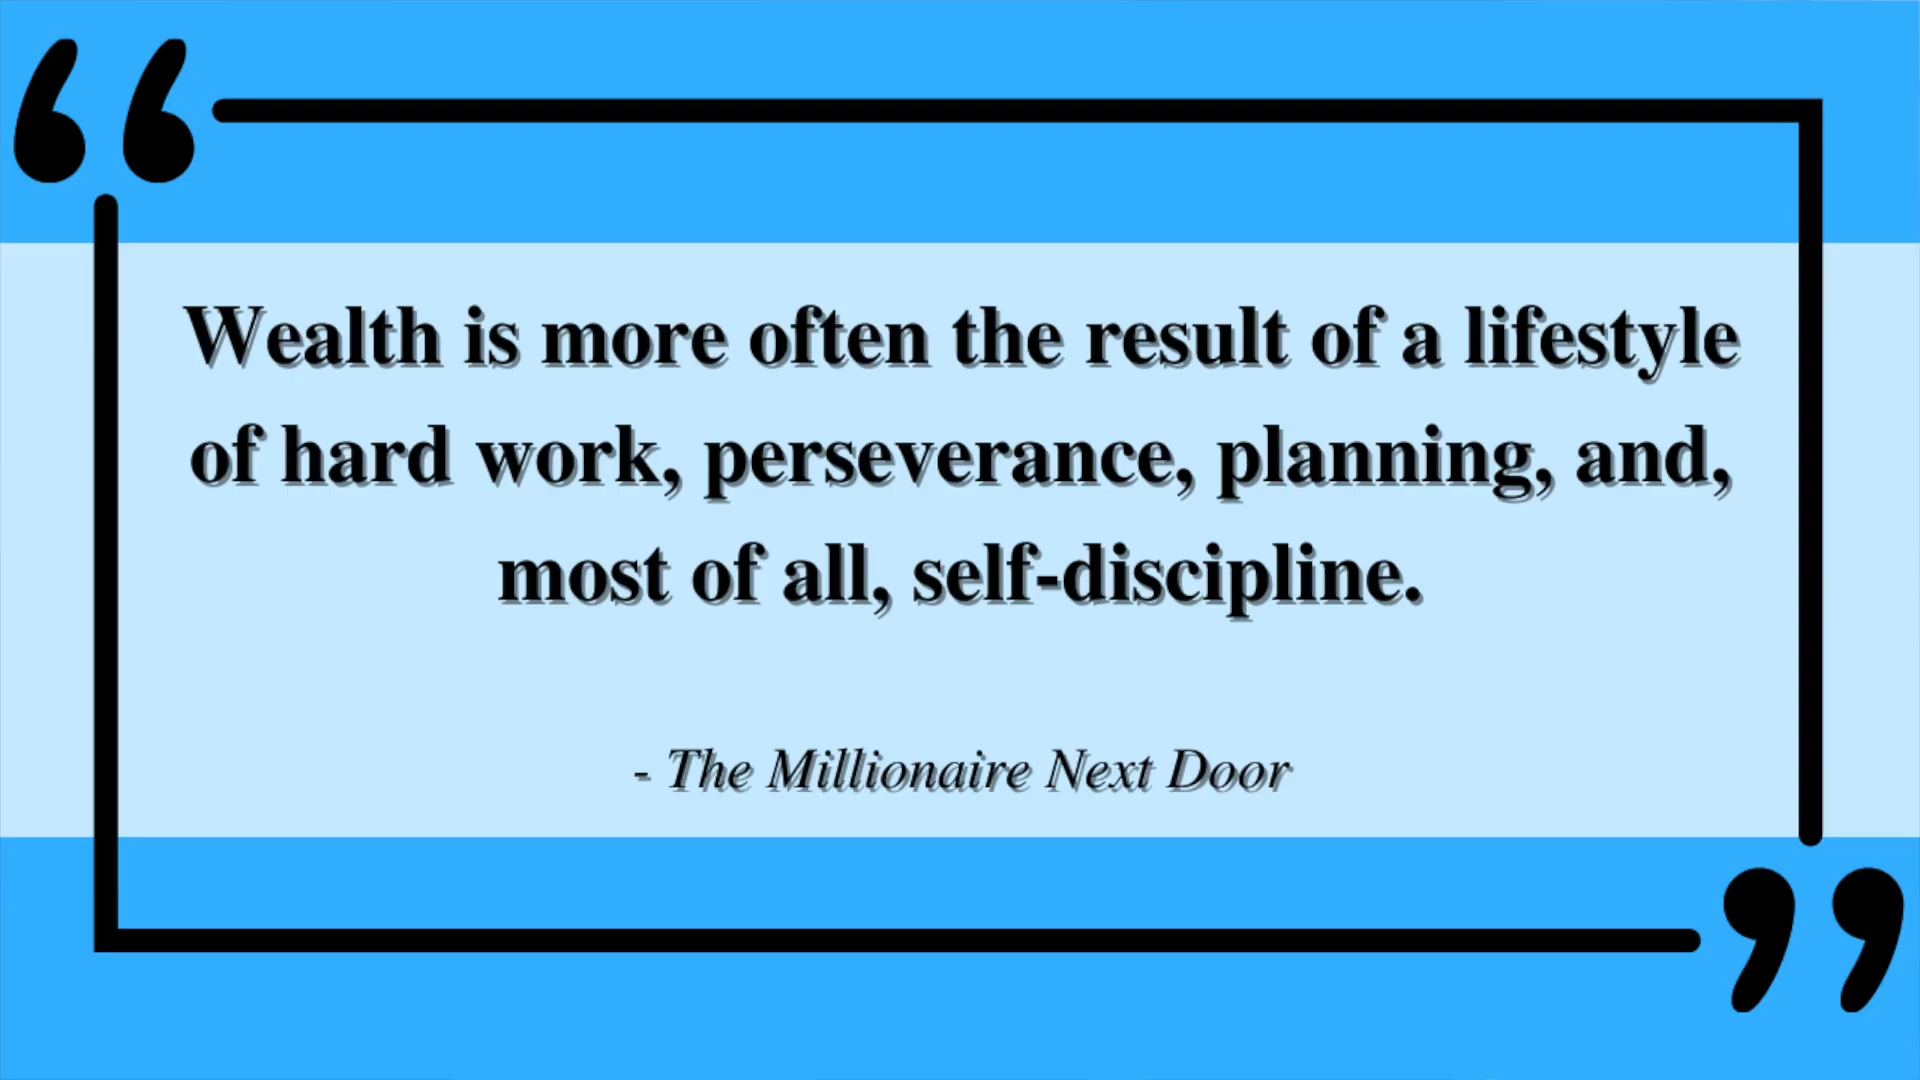 Wealth is more often the result of a lifestyle
of hard work, perseverance, planning, and,
most of all, self-discipline.
- The Millionaire Next Door